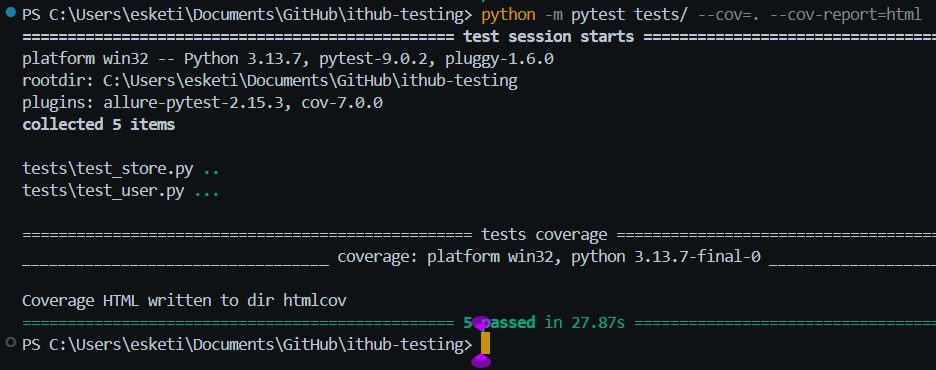 PS C:\Users\esketi\Documents\GitHub\ithub-testing> python -m pytest tests/ --cov=. --cov-report=html
================================================ test session starts =================================
platform win32 -- Python 3.13.7, pytest-9.0.2, pluggy-1.6.0
rootdir: C:\Users\esketi\Documents\GitHub\ithub-testing
plugins: allure-pytest-2.15.3, cov-7.0.0
collected 5 items
tests\test_store.py ..
tests\test_user.py ...
================================================== tests coverage ====================================
__________________________________ coverage: platform win32, python 3.13.7-final-0 ___________________
Coverage HTML written to dir htmlcov
================================================ 5 passed in 27.87s ==================================
PS C:\Users\esketi\Documents\GitHub\ithub-testing>